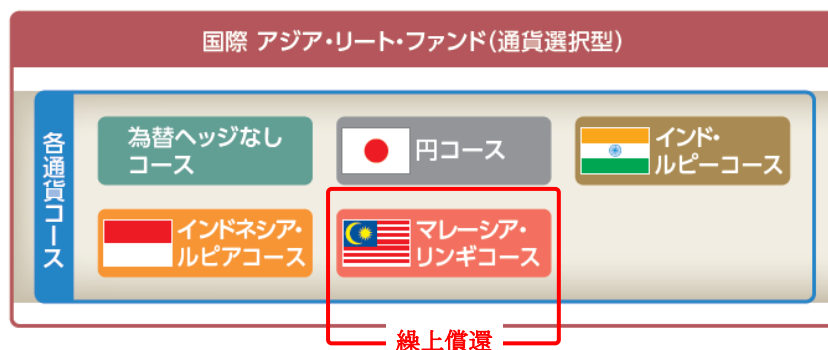 国際 アジア・リート・ファンド(通貨選択型)
各通貨コース
為替ヘッジなし
コース
円コース
インド・
ルピーコース
インドネシア・
ルピアコース
マレーシア・
リンギコース
繰上償還